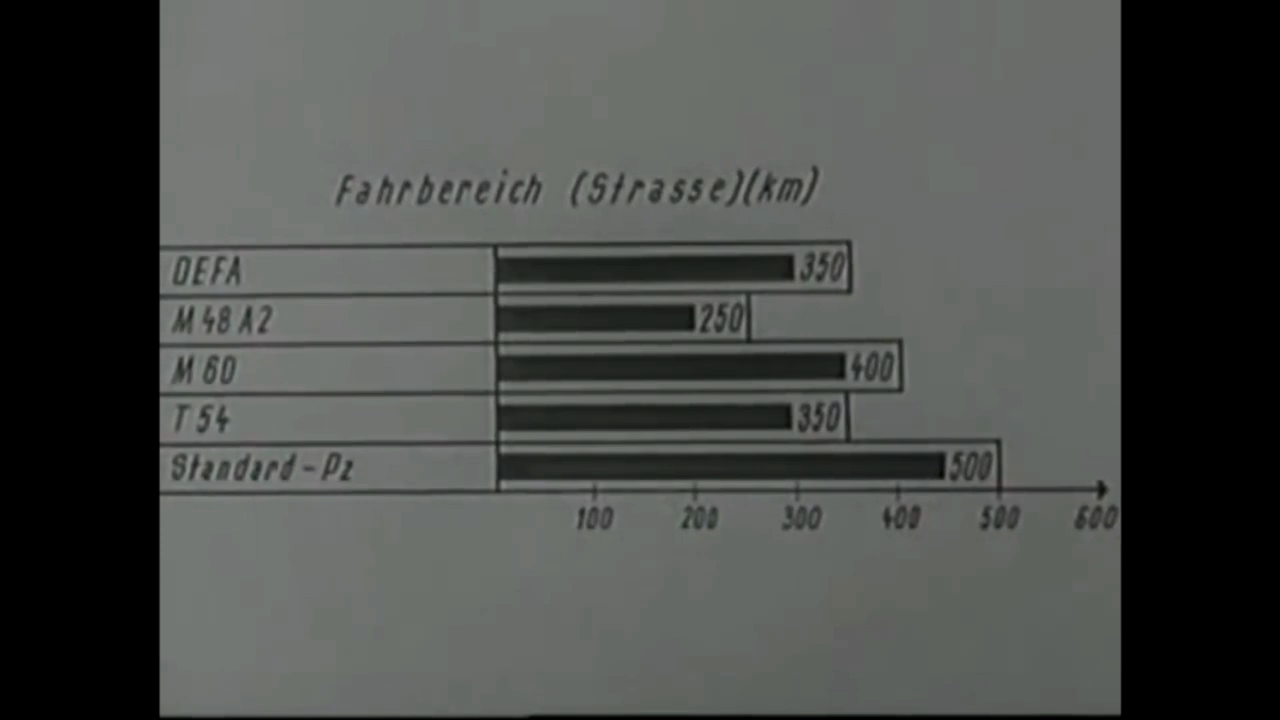 Fahrbereich (Strasse)(km)
DEFA 350
M 48 A2 250
M 60 400
T 54 350
Standard-Pz 500
100 200 300 400 500 600